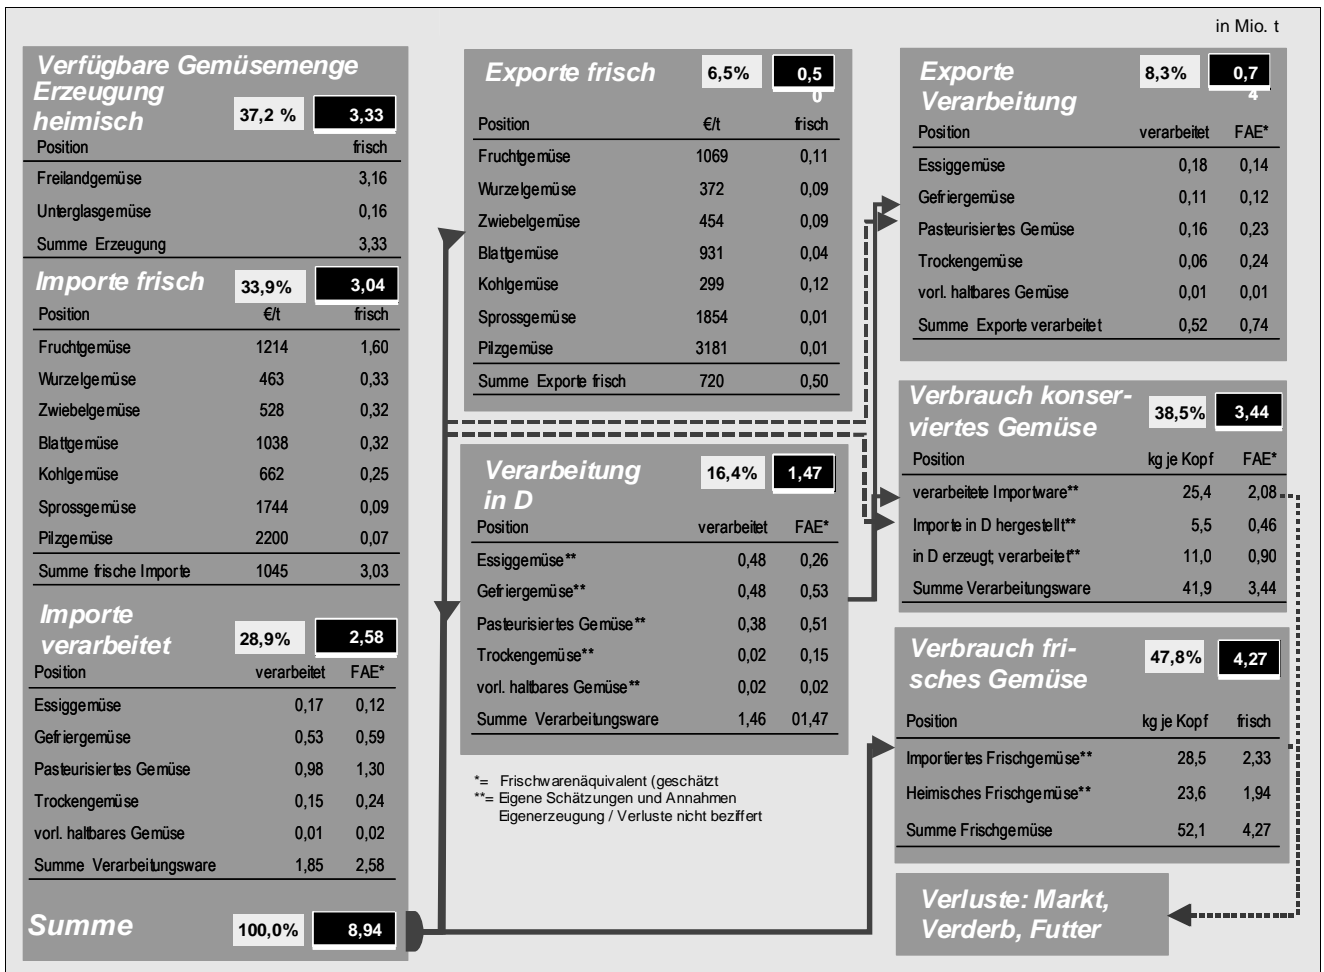 in Mio. t
Verfügbare Gemüsemenge
Erzeugung
heimisch
37,2 % 3,33
Position frisch
Freilandgemüse 3,16
Unterglasgemüse 0,16
Summe Erzeugung 3,33
Importe frisch 33,9% 3,04
Position €/t frisch
Fruchtgemüse 1214 1,60
Wurzelgemüse 463 0,33
Zwiebelgemüse 528 0,32
Blattgemüse 1038 0,32
Kohlgemüse 662 0,25
Sprossgemüse 1744 0,09
Pilzgemüse 2200 0,07
Summe frische Importe 1045 3,03
Importe
verarbeitet 28,9% 2,58
Position verarbeitet FAE*
Essiggemüse 0,17 0,12
Gefriergemüse 0,53 0,59
Pasteurisiertes Gemüse 0,98 1,30
Trockengemüse 0,15 0,24
vorl. haltbares Gemüse 0,01 0,02
Summe Verarbeitungsware 1,85 2,58
Summe 100,0% 8,94
Exporte frisch 6,5% 0,5
0
Position €/t frisch
Fruchtgemüse 1069 0,11
Wurzelgemüse 372 0,09
Zwiebelgemüse 454 0,09
Blattgemüse 931 0,04
Kohlgemüse 299 0,12
Sprossgemüse 1854 0,01
Pilzgemüse 3181 0,01
Summe Exporte frisch 720 0,50
Verarbeitung
in D
16,4% 1,47
Position verarbeitet FAE*
Essiggemüse** 0,48 0,26
Gefriergemüse** 0,48 0,53
Pasteurisiertes Gemüse** 0,38 0,51
Trockengemüse** 0,02 0,15
vorl. haltbares Gemüse** 0,02 0,02
Summe Verarbeitungsware 1,46 01,47
*= Frischwarenäquivalent (geschätzt
**= Eigene Schätzungen und Annahmen
Eigenerzeugung / Verluste nicht beziffert
Exporte
Verarbeitung
8,3% 0,7
4
Position verarbeitet FAE*
Essiggemüse 0,18 0,14
Gefriergemüse 0,11 0,12
Pasteurisiertes Gemüse 0,16 0,23
Trockengemüse 0,06 0,24
vorl. haltbares Gemüse 0,01 0,01
Summe Exporte verarbeitet 0,52 0,74
Verbrauch konser-
viertes Gemüse
38,5% 3,44
Position kg je Kopf FAE*
verarbeitete Importware** 25,4 2,08
Importe in D hergestellt** 5,5 0,46
in D erzeugt; verarbeitet** 11,0 0,90
Summe Verarbeitungsware 41,9 3,44
Verbrauch fri-
sches Gemüse
47,8% 4,27
Position kg je Kopf frisch
Importiertes Frischgemüse** 28,5 2,33
Heimisches Frischgemüse** 23,6 1,94
Summe Frischgemüse 52,1 4,27
Verluste: Markt,
Verderb, Futter